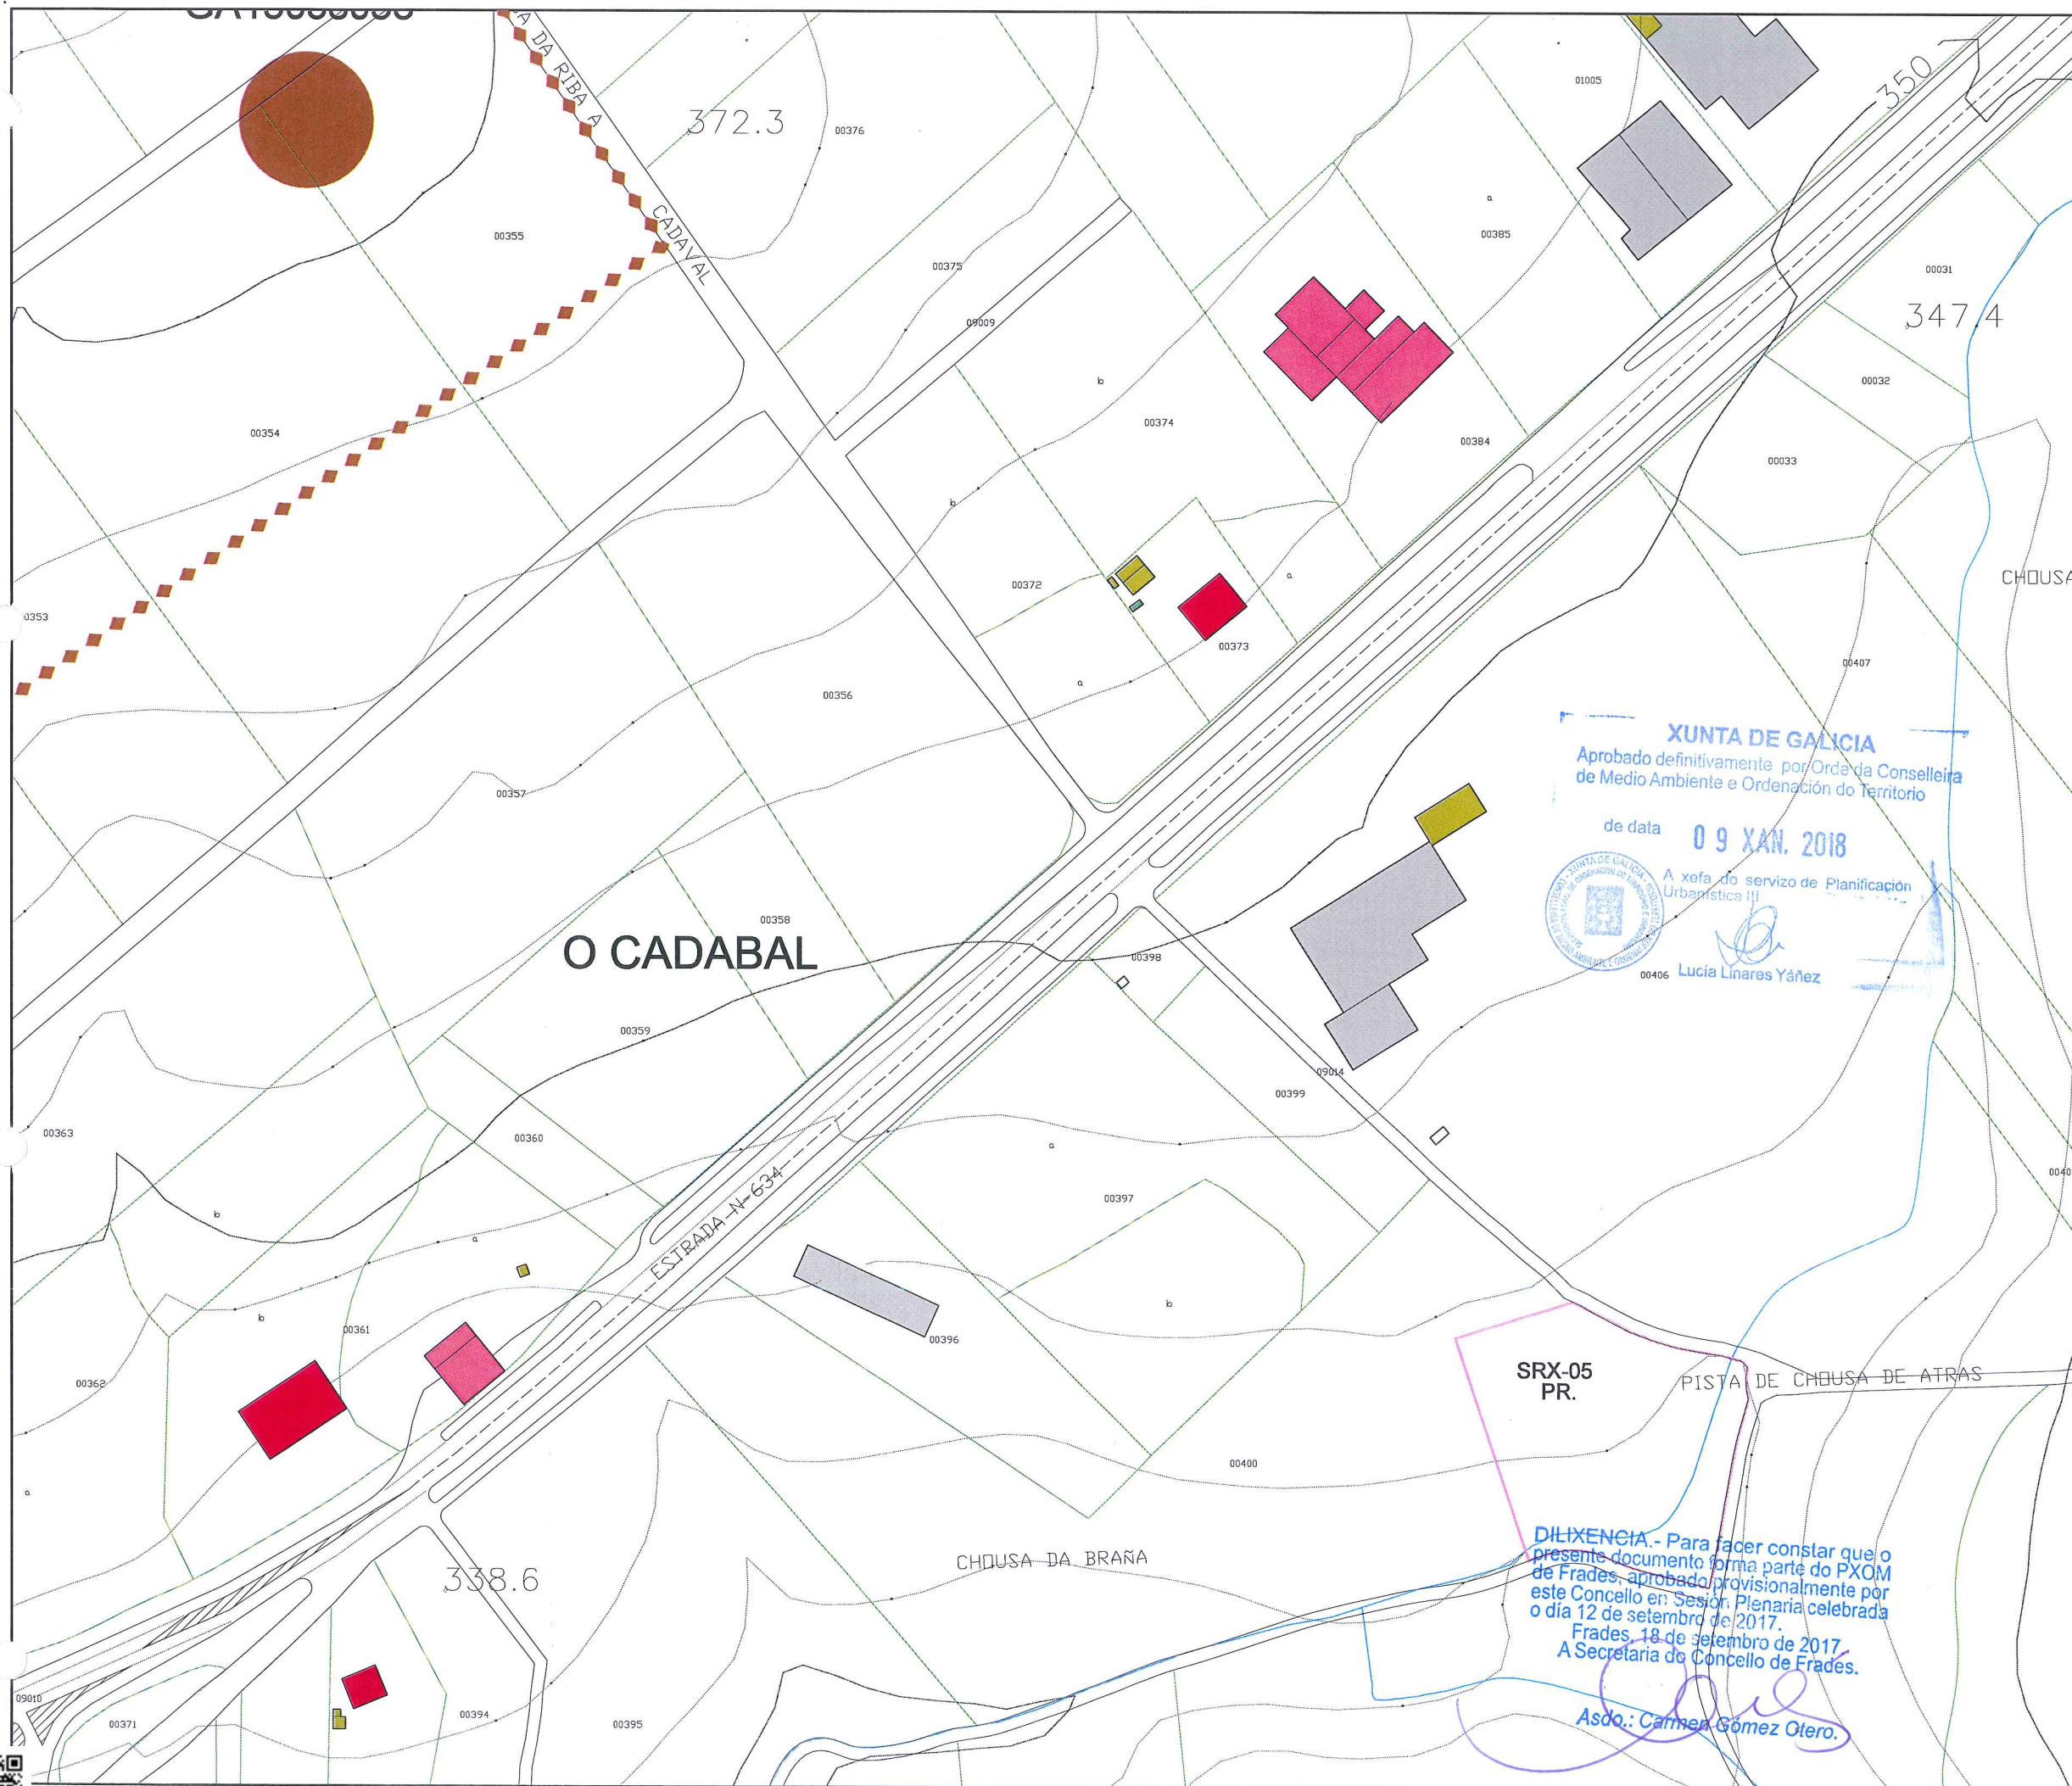 A DA RIBA A
CADAVAL
372.3
00376
01005
350
00355
00375
a
00385
00031
347.4
09009
b
00374
00384
00032
00354
00033
b
CHOUSA
00372
a
00373
00407
a
00356
00357
XUNTA DE GALICIA
Aprobado definitivamente por Orde da Conselleira
de Medio Ambiente e Ordenación do Territorio
de data 09 XAN. 2018
A xefa do servizo de Planificación
Urbanística III
Lucía Linares Yáñez
00406
00358
O CADABAL
00398
00359
09014
00399
00363
00360
a
00397
b
a
ESTRADA N-634
b
b
00361
00396
00362
SRX-05
PR.
PISTA DE CHOUSA DE ATRAS
00400
a
CHOUSA DA BRAÑA
338.6
DILIXENCIA.- Para facer constar que o
presente documento forma parte do PXOM
de Frades, aprobado provisionalmente por
este Concello en Sesión Plenaria celebrada
o día 12 de setembro de 2017.
Frades, 18 de setembro de 2017.
A Secretaria do Concello de Frades.
Asdo.: Carmen Gómez Otero.
09010
00371
00394
00395